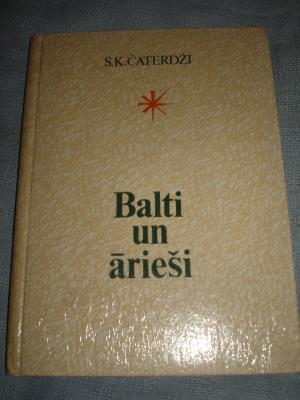 S.K.ČATERDŽI
Balti
un
ārieši